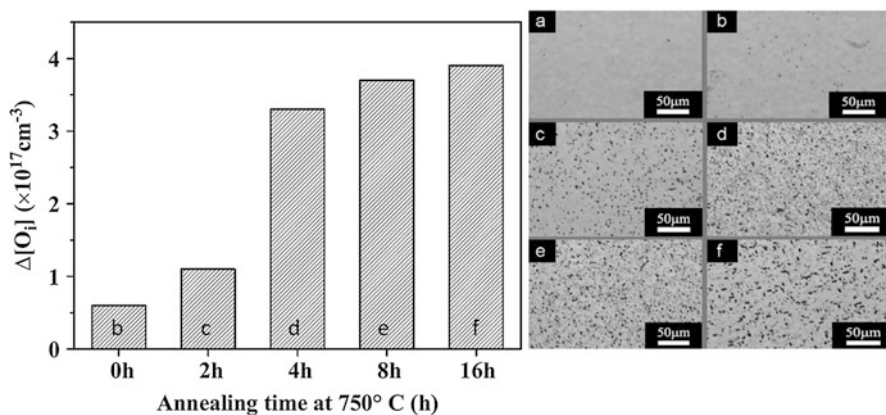 Δ[Oᵢ] (×10¹⁷cm⁻³)
4
3
2
1
0
b
c
d
e
f
0h
2h
4h
8h
16h
Annealing time at 750° C (h)
a
50µm
b
50µm
c
50µm
d
50µm
e
50µm
f
50µm